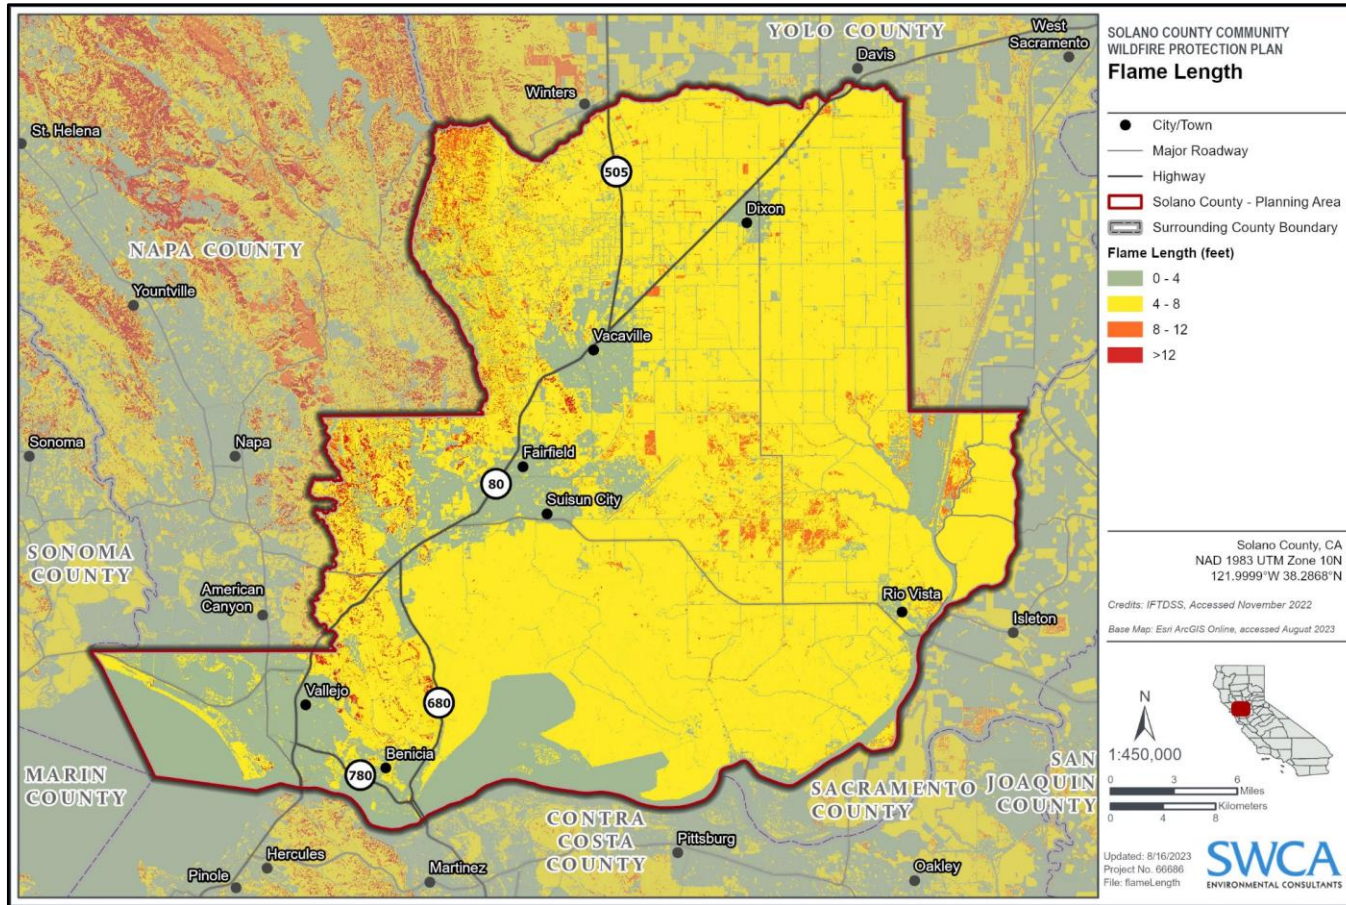 YOLO COUNTY
West
Sacramento
Davis
Winters
St. Helena
505
Dixon
NAPA COUNTY
Yountville
Vacaville
Sonoma
Napa
Fairfield
80
Suisun City
SONOMA
COUNTY
American
Canyon
Rio Vista
Isleton
Vallejo
680
Benicia
780
MARIN
COUNTY
SACRAMENTO
COUNTY
SAN
JOAQUIN
COUNTY
CONTRA
COSTA
COUNTY
Pittsburg
Hercules
Pinole
Martinez
Oakley
SOLANO COUNTY COMMUNITY
WILDFIRE PROTECTION PLAN
Flame Length
City/Town
Major Roadway
Highway
Solano County - Planning Area
Surrounding County Boundary
Flame Length (feet)
0 - 4
4 - 8
8 - 12
>12
Solano County, CA
NAD 1983 UTM Zone 10N
121.9999°W 38.2868°N
Credits: IFTDSS, Accessed November 2022
Base Map: Esri ArcGIS Online, accessed August 2023
N
1:450,000
0 3 6
Miles
Kilometers
0 4 8
Updated: 8/16/2023
Project No. 66686
File: flameLength
SWCA
ENVIRONMENTAL CONSULTANTS